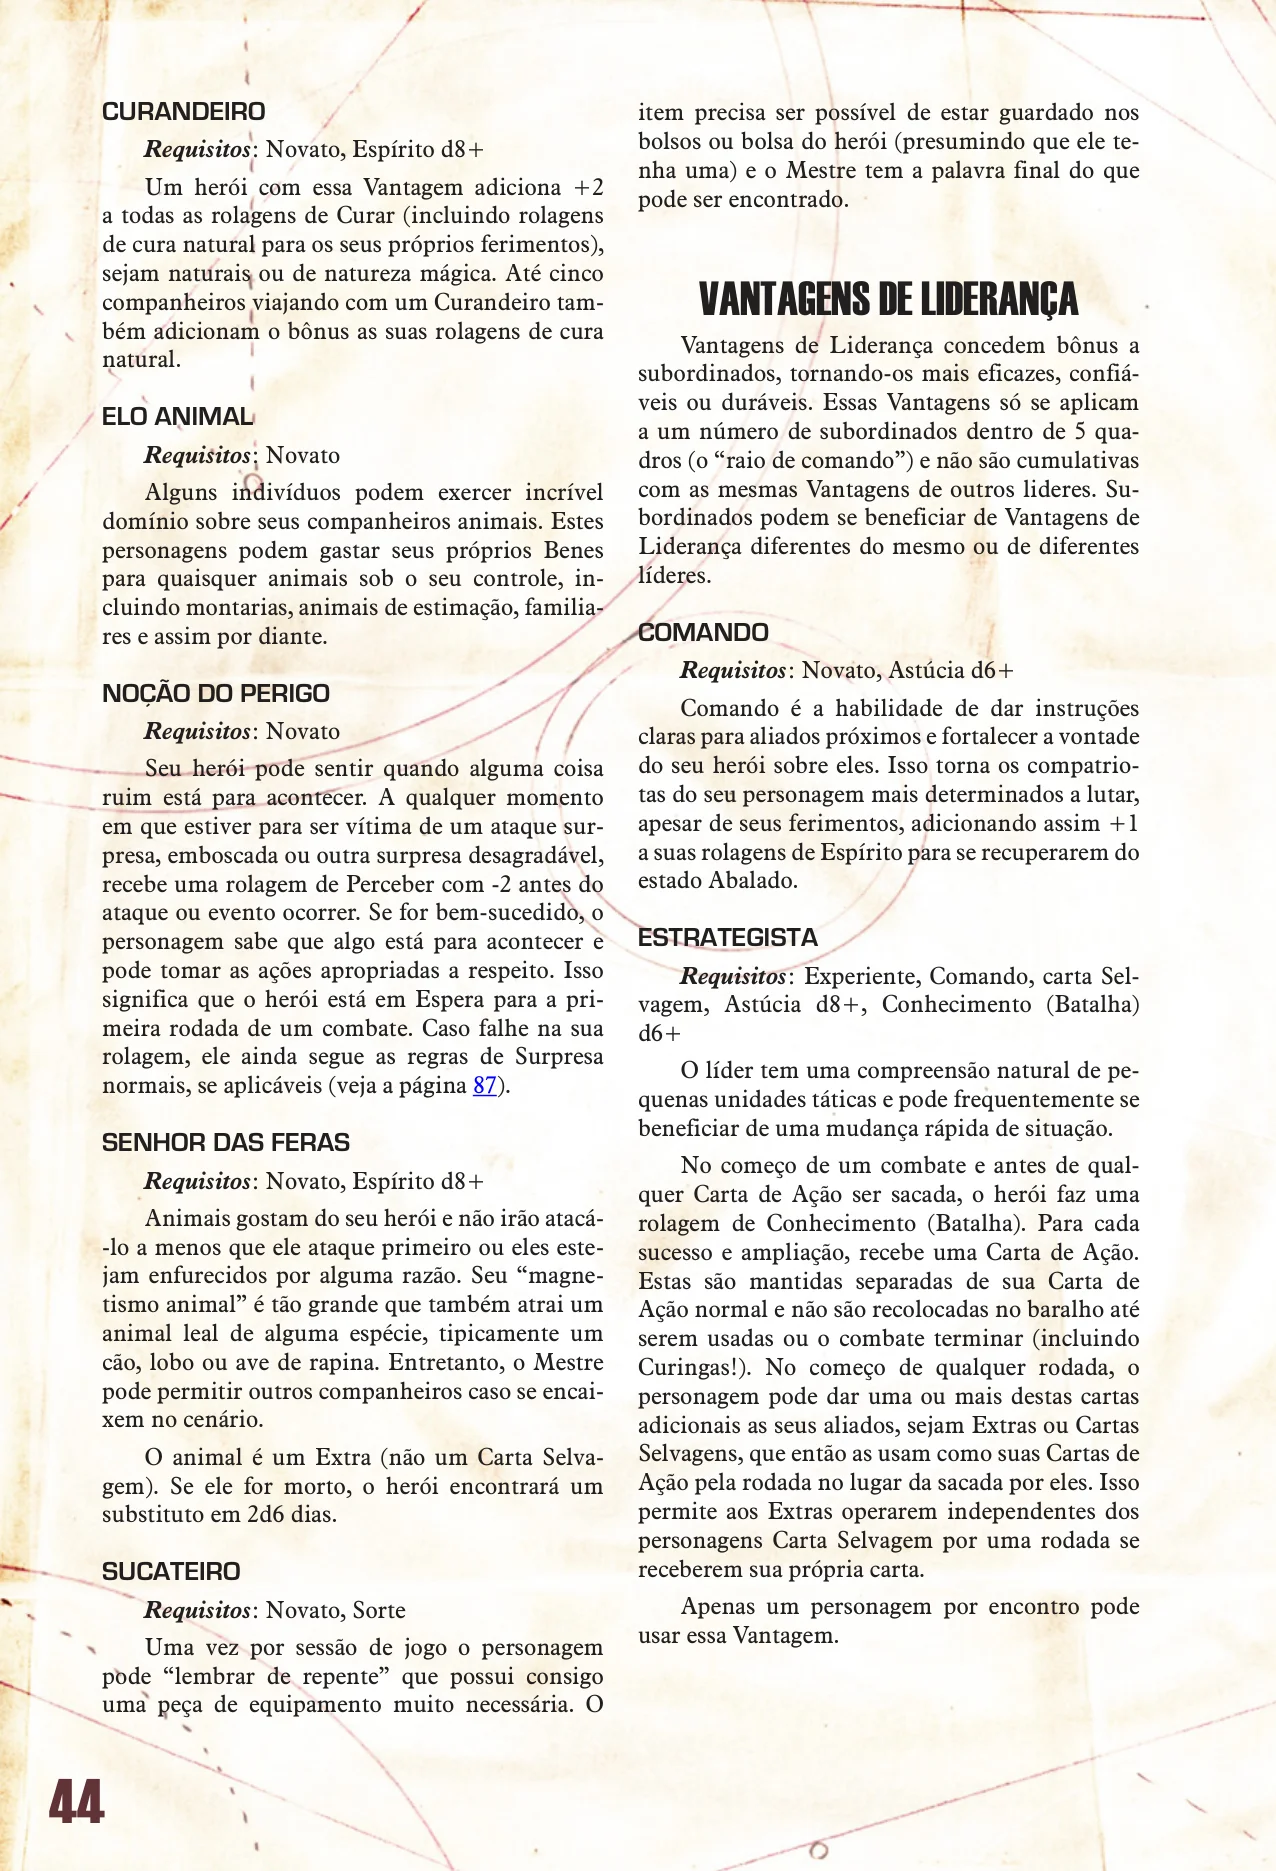 CURANDEIRO
Requisitos: Novato, Espírito d8+
Um herói com essa Vantagem adiciona +2
a todas as rolagens de Curar (incluindo rolagens
de cura natural para os seus próprios ferimentos),
sejam naturais ou de natureza mágica. Até cinco
companheiros viajando com um Curandeiro tam-
bém adicionam o bônus as suas rolagens de cura
natural.
ELO ANIMAL
Requisitos: Novato
Alguns indivíduos podem exercer incrível
domínio sobre seus companheiros animais. Estes
personagens podem gastar seus próprios Benes
para quaisquer animais sob o seu controle, in-
cluindo montarias, animais de estimação, familia-
res e assim por diante.
NOÇÃO DO PERIGO
Requisitos: Novato
Seu herói pode sentir quando alguma coisa
ruim está para acontecer. A qualquer momento
em que estiver para ser vítima de um ataque sur-
presa, emboscada ou outra surpresa desagradável,
recebe uma rolagem de Perceber com -2 antes do
ataque ou evento ocorrer. Se for bem-sucedido, o
personagem sabe que algo está para acontecer e
pode tomar as ações apropriadas a respeito. Isso
significa que o herói está em Espera para a pri-
meira rodada de um combate. Caso falhe na sua
rolagem, ele ainda segue as regras de Surpresa
normais, se aplicáveis (veja a página 87).
SENHOR DAS FERAS
Requisitos: Novato, Espírito d8+
Animais gostam do seu herói e não irão atacá-
-lo a menos que ele ataque primeiro ou eles este-
jam enfurecidos por alguma razão. Seu “magne-
tismo animal” é tão grande que também atrai um
animal leal de alguma espécie, tipicamente um
cão, lobo ou ave de rapina. Entretanto, o Mestre
pode permitir outros companheiros caso se encai-
xem no cenário.
O animal é um Extra (não um Carta Selva-
gem). Se ele for morto, o herói encontrará um
substituto em 2d6 dias.
SUCATEIRO
Requisitos: Novato, Sorte
Uma vez por sessão de jogo o personagem
pode “lembrar de repente” que possui consigo
uma peça de equipamento muito necessária. O
item precisa ser possível de estar guardado nos
bolsos ou bolsa do herói (presumindo que ele te-
nha uma) e o Mestre tem a palavra final do que
pode ser encontrado.
VANTAGENS DE LIDERANÇA
Vantagens de Liderança concedem bônus a
subordinados, tornando-os mais eficazes, confiá-
veis ou duráveis. Essas Vantagens só se aplicam
a um número de subordinados dentro de 5 qua-
dros (o “raio de comando”) e não são cumulativas
com as mesmas Vantagens de outros lideres. Su-
bordinados podem se beneficiar de Vantagens de
Liderança diferentes do mesmo ou de diferentes
líderes.
COMANDO
Requisitos: Novato, Astúcia d6+
Comando é a habilidade de dar instruções
claras para aliados próximos e fortalecer a vontade
do seu herói sobre eles. Isso torna os compatrio-
tas do seu personagem mais determinados a lutar,
apesar de seus ferimentos, adicionando assim +1
a suas rolagens de Espírito para se recuperarem do
estado Abalado.
ESTRATEGISTA
Requisitos: Experiente, Comando, carta Sel-
vagem, Astúcia d8+, Conhecimento (Batalha)
d6+
O líder tem uma compreensão natural de pe-
quenas unidades táticas e pode frequentemente se
beneficiar de uma mudança rápida de situação.
No começo de um combate e antes de qual-
quer Carta de Ação ser sacada, o herói faz uma
rolagem de Conhecimento (Batalha). Para cada
sucesso e ampliação, recebe uma Carta de Ação.
Estas são mantidas separadas de sua Carta de
Ação normal e não são recolocadas no baralho até
serem usadas ou o combate terminar (incluindo
Curingas!). No começo de qualquer rodada, o
personagem pode dar uma ou mais destas cartas
adicionais as seus aliados, sejam Extras ou Cartas
Selvagens, que então as usam como suas Cartas de
Ação pela rodada no lugar da sacada por eles. Isso
permite aos Extras operarem independentes dos
personagens Carta Selvagem por uma rodada se
receberem sua própria carta.
Apenas um personagem por encontro pode
usar essa Vantagem.
44